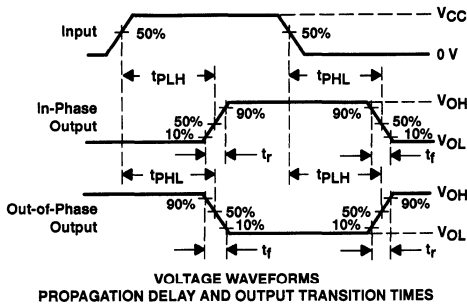 VCC
Input
50%
50%
0 V
tPLH
tPHL
In-Phase
Output
90%
90%
VOH
50%
50%
10%
10%
VOL
tr
tf
tPHL
tPLH
Out-of-Phase
Output
90%
90%
VOH
50%
50%
10%
10%
VOL
tf
tr
VOLTAGE WAVEFORMS
PROPAGATION DELAY AND OUTPUT TRANSITION TIMES